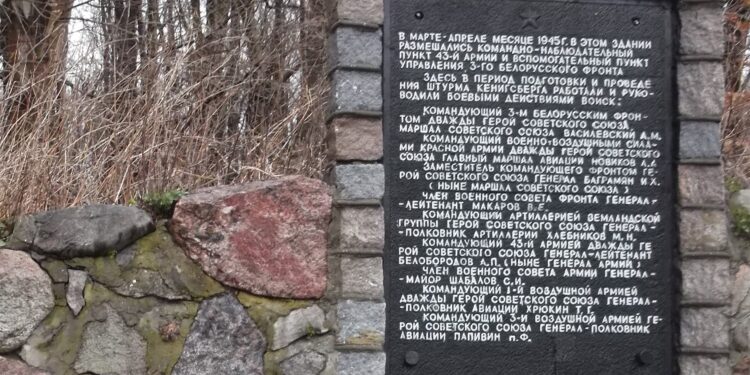 В МАРТЕ-АПРЕЛЕ МЕСЯЦЕ 1945Г. В ЭТОМ ЗДАНИИ
РАЗМЕЩАЛИСЬ КОМАНДНО-НАБЛЮДАТЕЛЬНЫЙ
ПУНКТ 43-Й АРМИИ И ВСПОМОГАТЕЛЬНЫЙ ПУНКТ
УПРАВЛЕНИЯ 3-ГО БЕЛОРУССКОГО ФРОНТА
ЗДЕСЬ В ПЕРИОД ПОДГОТОВКИ И ПРОВЕДЕ
НИЯ ШТУРМА КЕНИГСБЕРГА РАБОТАЛИ И РУКО-
ВОДИЛИ БОЕВЫМИ ДЕЙСТВИЯМИ ВОЙСК:
КОМАНДУЮЩИЙ 3-М БЕЛОРУССКИМ ФРОН-
ТОМ ДВАЖДЫ ГЕРОЙ СОВЕТСКОГО СОЮЗА
МАРШАЛ СОВЕТСКОГО СОЮЗА ВАСИЛЕВСКИЙ А.М.
КОМАНДУЮЩИЙ ВОЕННО-ВОЗДУШНЫМИ СИЛА-
МИ КРАСНОЙ АРМИИ ДВАЖДЫ ГЕРОЙ СОВЕТСКОГО
СОЮЗА ГЛАВНЫЙ МАРШАЛ АВИАЦИИ НОВИКОВ А.А
ЗАМЕСТИТЕЛЬ КОМАНДУЮЩЕГО ФРОНТОМ ГЕ-
РОЙ СОВЕТСКОГО СОЮЗА ГЕНЕРАЛ БАГРАМЯН И.Х.
(НЫНЕ МАРШАЛ СОВЕТСКОГО СОЮЗА)
ЧЛЕН ВОЕННОГО СОВЕТА ФРОНТА ГЕНЕРАЛ-
-ЛЕЙТЕНАНТ МАКАРОВ В.Е.
КОМАНДУЮЩИЙ АРТИЛЛЕРИЕЙ ЗЕМЛАНДСКОЙ
ГРУППЫ ГЕРОЙ СОВЕТСКОГО СОЮЗА ГЕНЕРАЛ-
-ПОЛКОВНИК АРТИЛЛЕРИИ ХЛЕБНИКОВ М.Н.
КОМАНДУЮЩИЙ 43-Й АРМИЕЙ ДВАЖДЫ ГЕ
РОЙ СОВЕТСКОГО СОЮЗА ГЕНЕРАЛ-ЛЕЙТЕНАНТ
БЕЛОБОРОДОВ А.П. (НЫНЕ ГЕНЕРАЛ АРМИИ)
ЧЛЕН ВОЕННОГО СОВЕТА АРМИИ ГЕНЕРАЛ-
-МАЙОР ШАБАЛОВ С.И.
КОМАНДУЮЩИЙ 1-Й ВОЗДУШНОЙ АРМИЕЙ
ДВАЖДЫ ГЕРОЙ СОВЕТСКОГО СОЮЗА ГЕНЕРАЛ-
-ПОЛКОВНИК АВИАЦИИ ХРЮКИН Т.Т.
КОМАНДУЮЩИЙ 3-Й ВОЗДУШНОЙ АРМИЕЙ ГЕ
РОЙ СОВЕТСКОГО СОЮЗА ГЕНЕРАЛ-ПОЛКОВНИК
АВИАЦИИ ПАПИВИН П.Ф.